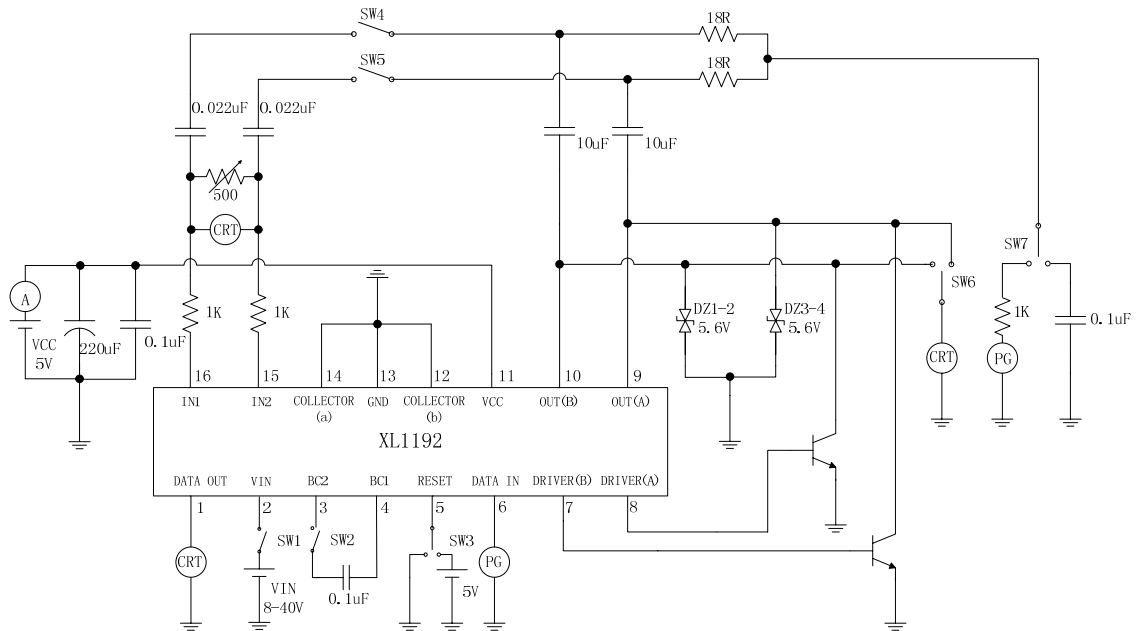 SW4
18R
SW5
18R
0.022uF
0.022uF
10uF
10uF
500
CRT
SW7
SW6
A
1K
1K
DZ1-2
5.6V
DZ3-4
5.6V
1K
0.1uF
VCC
5V
220uF
0.1uF
CRT
PG
16
15
14
13
12
11
10
9
IN1
IN2
COLLECTOR
(a)
GND
COLLECTOR
(b)
VCC
OUT(B)
OUT(A)
XL1192
DATA OUT
VIN
BC2
BC1
RESET
DATA IN
DRIVER(B)
DRIVER(A)
1
2
3
4
5
6
7
8
SW1
SW2
SW3
CRT
PG
VIN
8-40V
0.1uF
5V